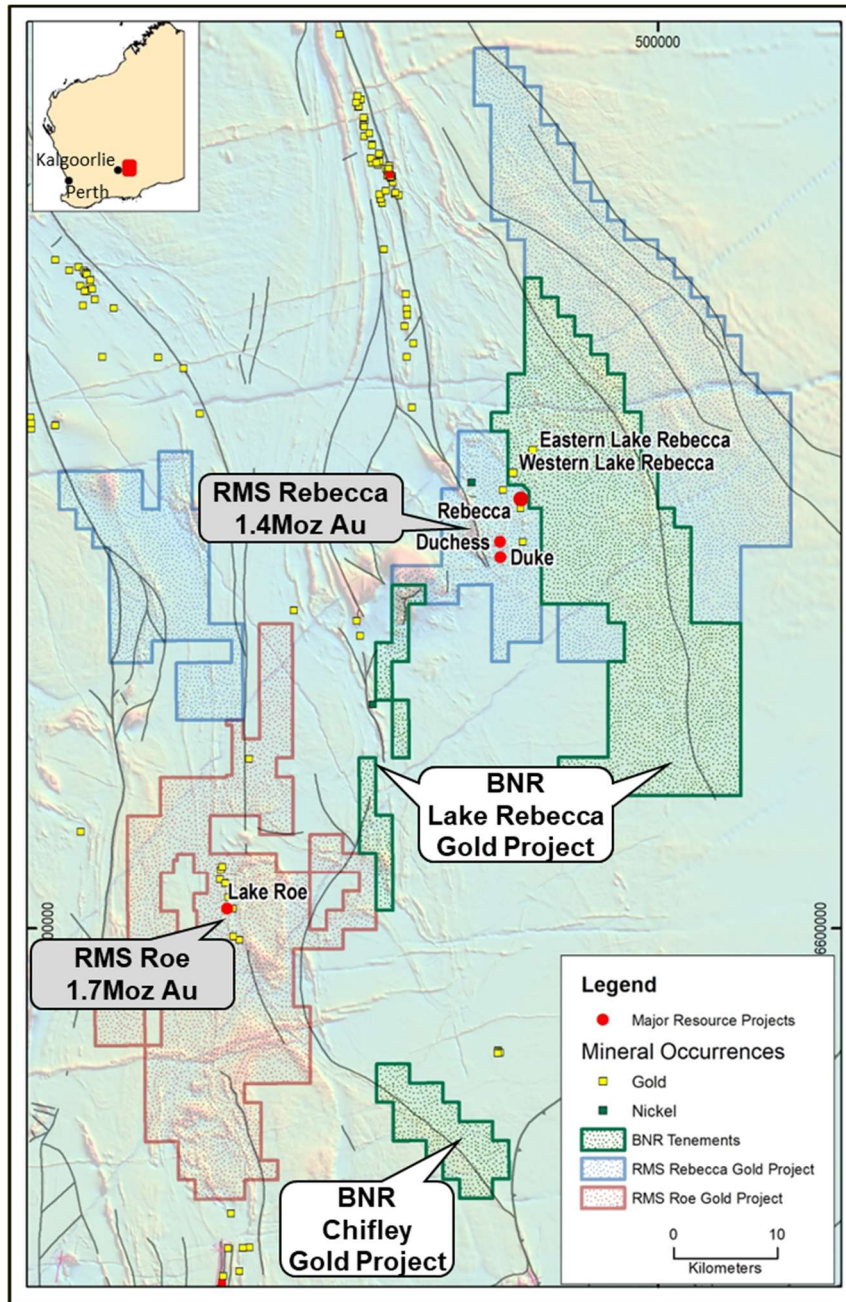 500000
Kalgoorlie
Perth
Eastern Lake Rebecca
Western Lake Rebecca
RMS Rebecca
1.4Moz Au
Rebecca
Duchess
Duke
BNR
Lake Rebecca
Gold Project
Lake Roe
RMS Roe
1.7Moz Au
6600000
BNR
Chifley
Gold Project
Legend
Major Resource Projects
Mineral Occurrences
Gold
Nickel
BNR Tenements
RMS Rebecca Gold Project
RMS Roe Gold Project
0 10
Kilometers